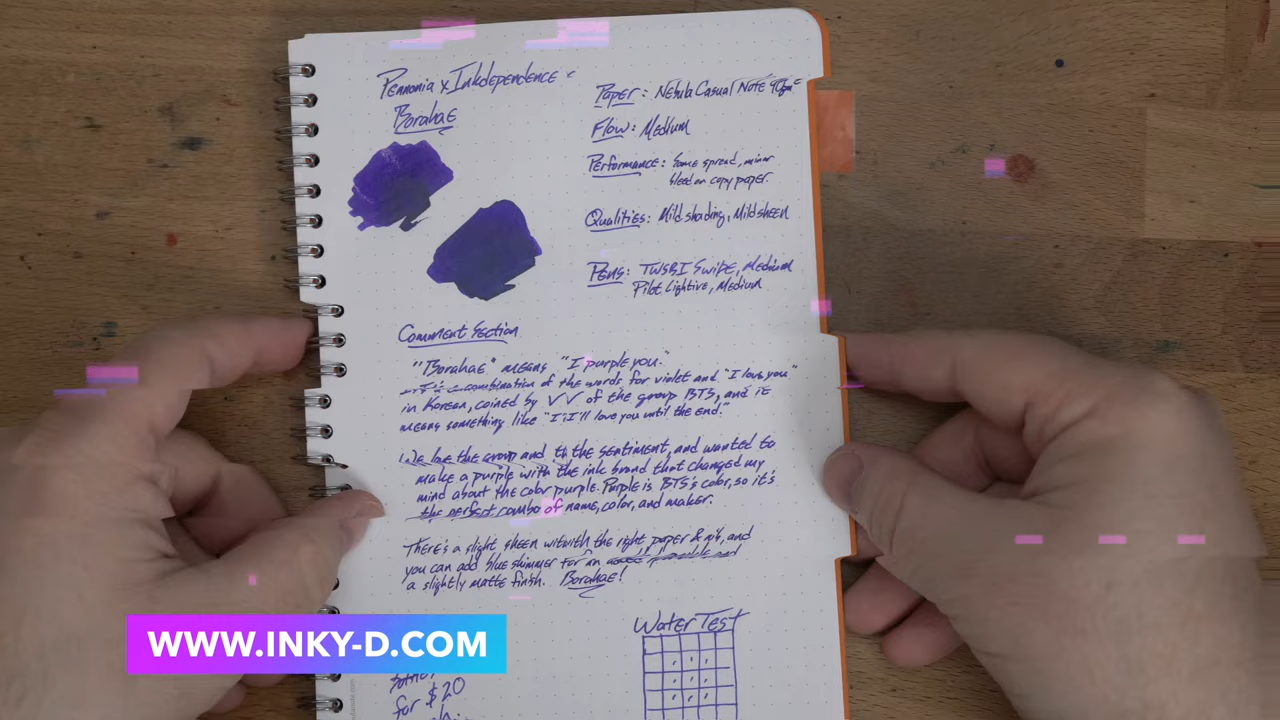 Pennonia x Inkdependence
Borahae
Paper: Nebula Casual Note 90gm²
Flow: Medium
Performance: Some spread, minor
bleed on copy paper.
Qualities: Mild shading, Mild sheen
Pens: TWSBI Swipe, Medium
Pilot Lightive, Medium
Comment Section
"Borahae" means "I purple you."
It's a combination of the words for violet and "I love you"
in Korean, coined by V of the group BTS, and it
means something like "I'll love you until the end."
We love the group and the sentiment, and wanted to
make a purple with the ink brand that changed my
mind about the color purple. Purple is BTS's color, so it's
the perfect combo of name, color, and maker.
There's a slight sheen with the right paper & nib, and
you can add blue shimmer for an
a slightly matte finish. Borahae!
Water Test
for $20
WWW.INKY-D.COM